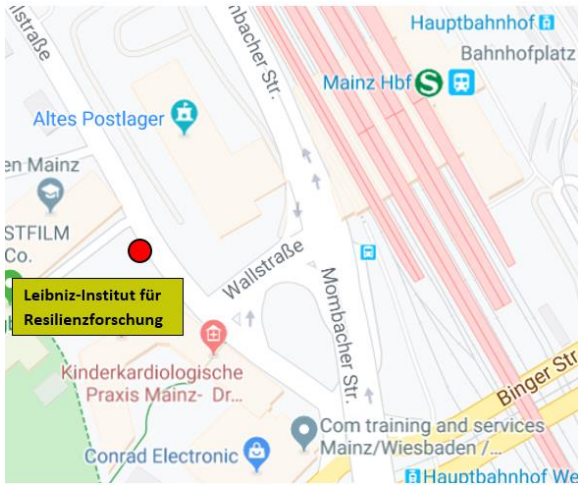 Hauptbahnhof
Bahnhofplatz
Mainz Hbf
Mombacher Str.
Altes Postlager
en Mainz
STFILM
Co.
Leibniz-Institut für
Resilienzforschung
Wallstraße
Mombacher Str.
Kinderkardiologische
Praxis Mainz- Dr...
Binger Str
Com training and services
Mainz/Wiesbaden /...
Conrad Electronic
Hauptbahnhof We